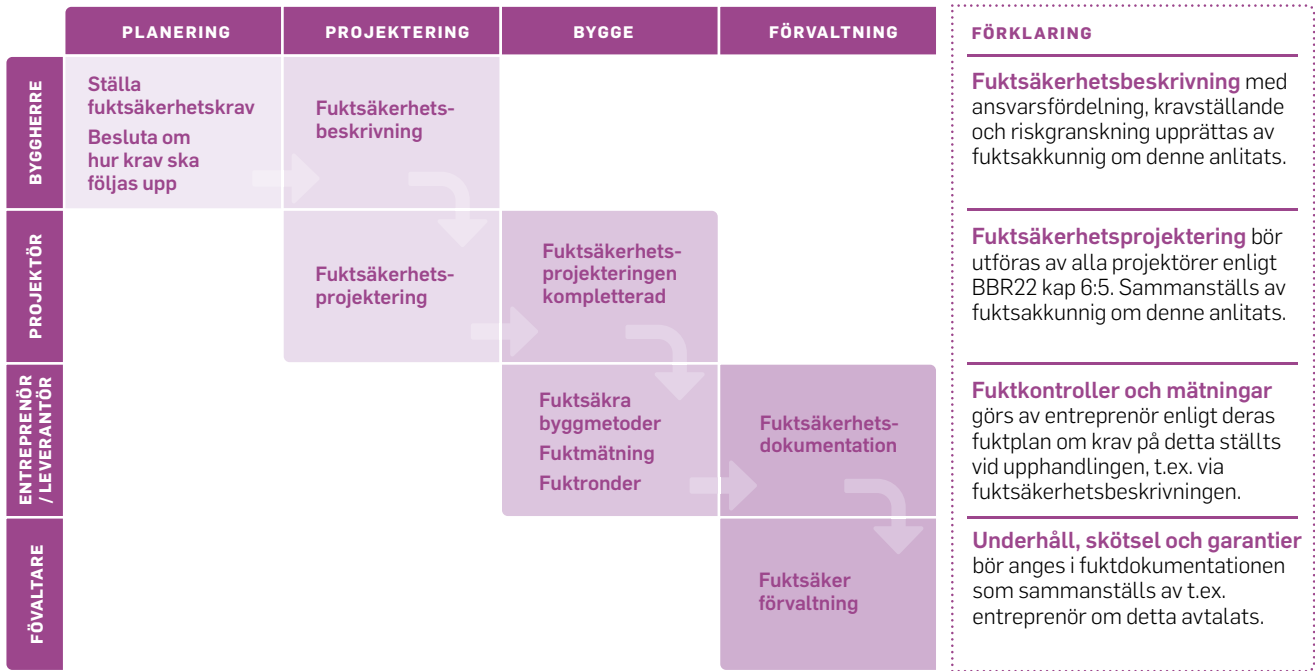 PLANERING
PROJEKTERING
BYGGE
FÖRVALTNING
FÖRKLARING
BYGGHERRE
Ställa
fuktsäkerhetskrav
Besluta om
hur krav ska
följas upp
Fuktsäkerhets-
beskrivning
Fuktsäkerhetsbeskrivning med
ansvarsfördelning, kravställande
och riskgranskning upprättas av
fuktsakkunnig om denne anlitats.
PROJEKTÖR
Fuktsäkerhets-
projektering
Fuktsäkerhets-
projekteringen
kompletterad
Fuktsäkerhetsprojektering bör
utföras av alla projektörer enligt
BBR22 kap 6:5. Sammanställs av
fuktsakkunnig om denne anlitats.
ENTREPRENÖR
/ LEVERANTÖR
Fuktsäkra
byggmetoder
Fuktmätning
Fuktronder
Fuktsäkerhets-
dokumentation
Fuktkontroller och mätningar
görs av entreprenör enligt deras
fuktplan om krav på detta ställts
vid upphandlingen, t.ex. via
fuktsäkerhetsbeskrivningen.
FÖVALTARE
Fuktsäker
förvaltning
Underhåll, skötsel och garantier
bör anges i fuktdokumentationen
som sammanställs av t.ex.
entreprenör om detta avtalats.